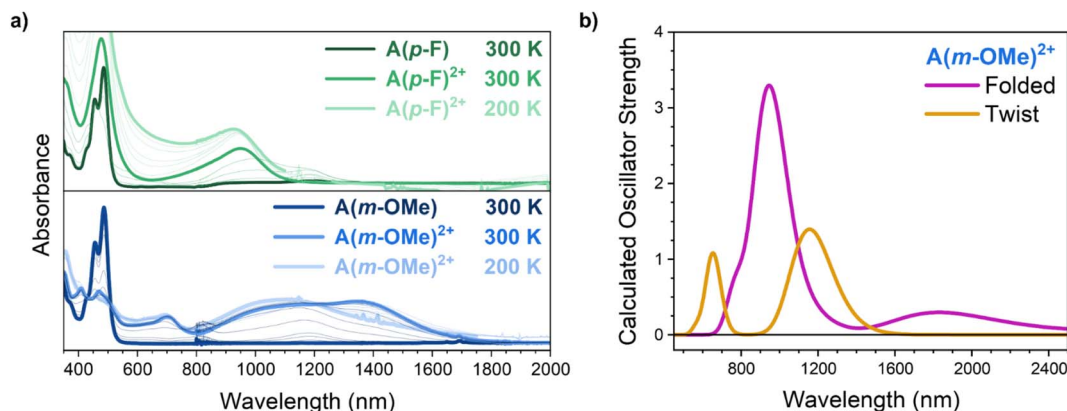 a)
A(p-F) 300 K
A(p-F)2+ 300 K
A(p-F)2+ 200 K
A(m-OMe) 300 K
A(m-OMe)2+ 300 K
A(m-OMe)2+ 200 K
Absorbance
400 600 800 1000 1200 1400 1600 1800 2000
Wavelength (nm)
b)
A(m-OMe)2+
Folded
Twist
Calculated Oscillator Strength
4
3
2
1
0
800 1200 1600 2000 2400
Wavelength (nm)